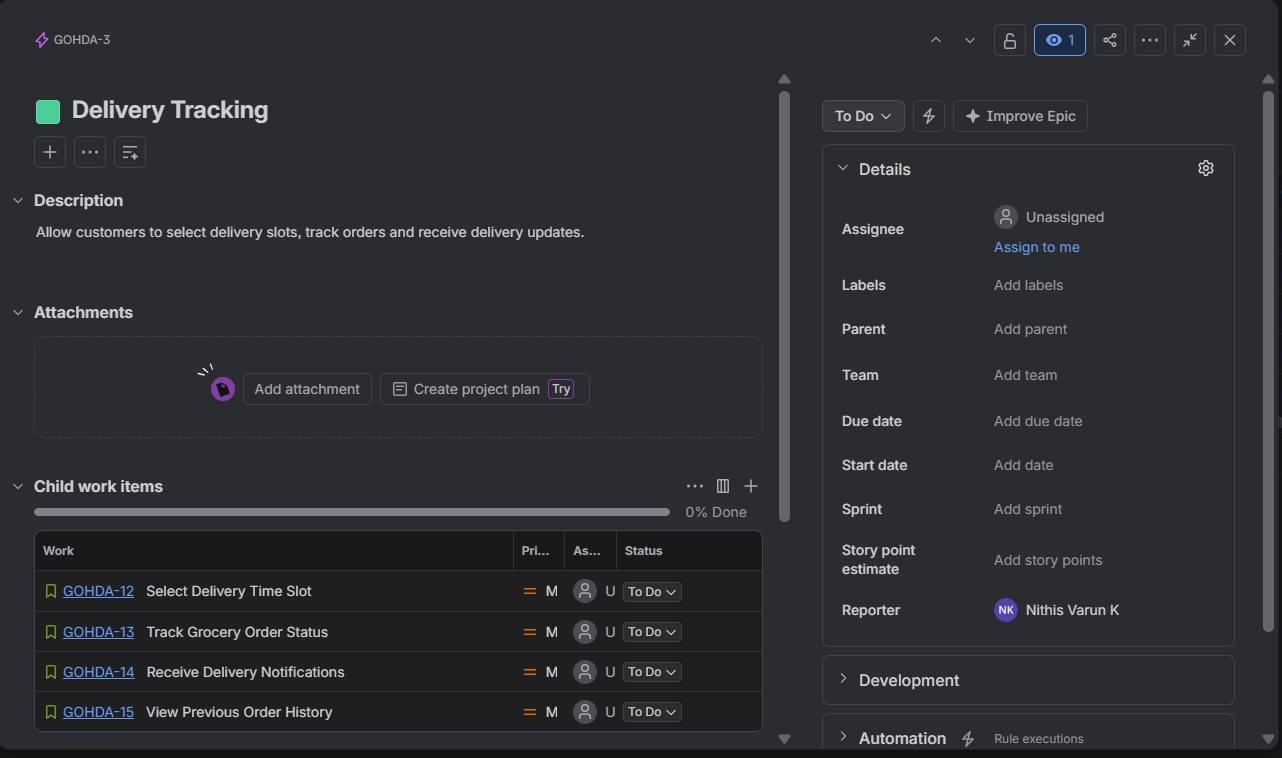 GOHDA-3
1
Delivery Tracking
Description
Allow customers to select delivery slots, track orders and receive delivery updates.
Attachments
Add attachment
Create project plan Try
Child work items
0% Done
Work Pri... As... Status
GOHDA-12 Select Delivery Time Slot M U To Do
GOHDA-13 Track Grocery Order Status M U To Do
GOHDA-14 Receive Delivery Notifications M U To Do
GOHDA-15 View Previous Order History M U To Do
To Do
Improve Epic
Details
Assignee Unassigned
Assign to me
Labels Add labels
Parent Add parent
Team Add team
Due date Add due date
Start date Add date
Sprint Add sprint
Story point
estimate Add story points
Reporter NK Nithis Varun K
Development
Automation Rule executions